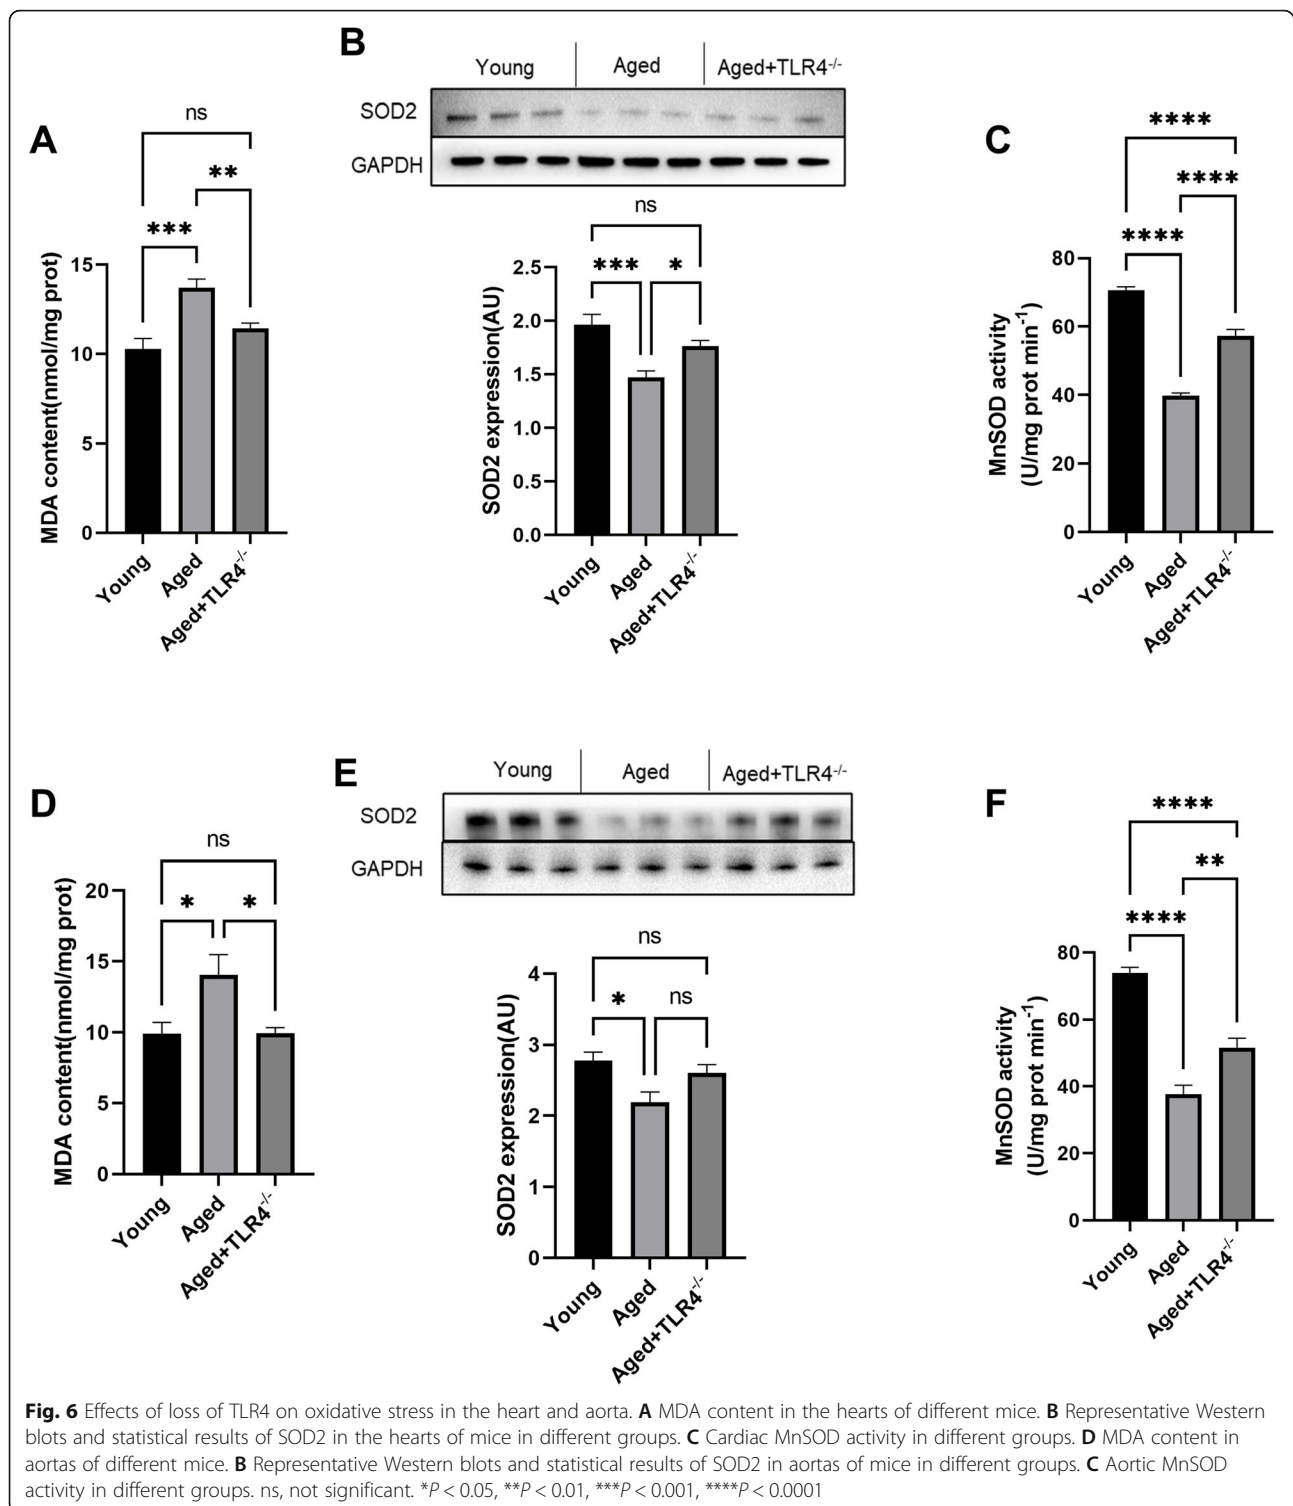 A
ns
**
***
MDA content(nmol/mg prot)
15
10
5
0
Young
Aged
Aged+TLR4-/-
B
Young
Aged
Aged+TLR4-/-
SOD2
GAPDH
ns
***
*
SOD2 expression(AU)
2.5
2.0
1.5
1.0
0.5
0.0
Young
Aged
Aged+TLR4-/-
C
****
****
****
MnSOD activity
(U/mg prot min-1)
80
60
40
20
0
Young
Aged
Aged+TLR4-/-
D
ns
*
*
MDA content(nmol/mg prot)
20
15
10
5
0
Young
Aged
Aged+TLR4-/-
E
Young
Aged
Aged+TLR4-/-
SOD2
GAPDH
ns
*
ns
SOD2 expression(AU)
4
3
2
1
0
Young
Aged
Aged+TLR4-/-
F
****
**
****
MnSOD activity
(U/mg prot min-1)
80
60
40
20
0
Young
Aged
Aged+TLR4-/-
Fig. 6 Effects of loss of TLR4 on oxidative stress in the heart and aorta. A MDA content in the hearts of different mice. B Representative Western
blots and statistical results of SOD2 in the hearts of mice in different groups. C Cardiac MnSOD activity in different groups. D MDA content in
aortas of different mice. B Representative Western blots and statistical results of SOD2 in aortas of mice in different groups. C Aortic MnSOD
activity in different groups. ns, not significant. *P < 0.05, **P < 0.01, ***P < 0.001, ****P < 0.0001